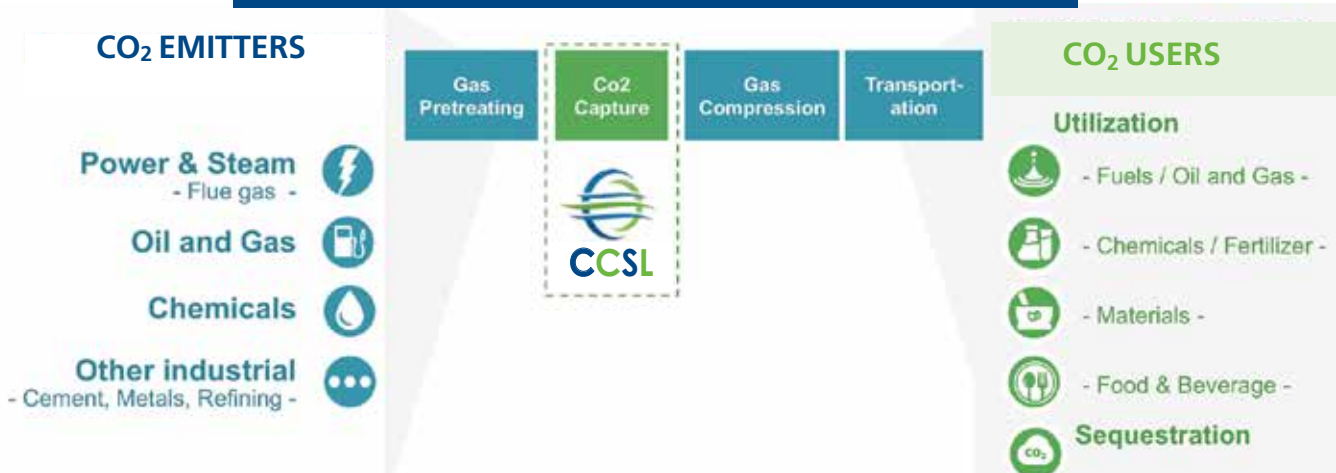 CO₂ EMITTERS
Power & Steam
- Flue gas -
Oil and Gas
Chemicals
Other industrial
- Cement, Metals, Refining -
Gas
Pretreating
Co2
Capture
CCSL
Gas
Compression
Transport-
ation
CO₂ USERS
Utilization
- Fuels / Oil and Gas -
- Chemicals / Fertilizer -
- Materials -
- Food & Beverage -
CO₂
Sequestration